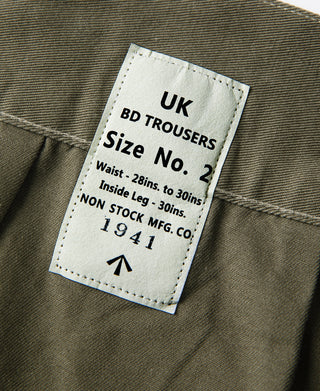 UK
BD TROUSERS
Size No. 2
Waist - 28ins. to 30ins
Inside Leg - 30ins.
NON STOCK MFG. CO.
1941